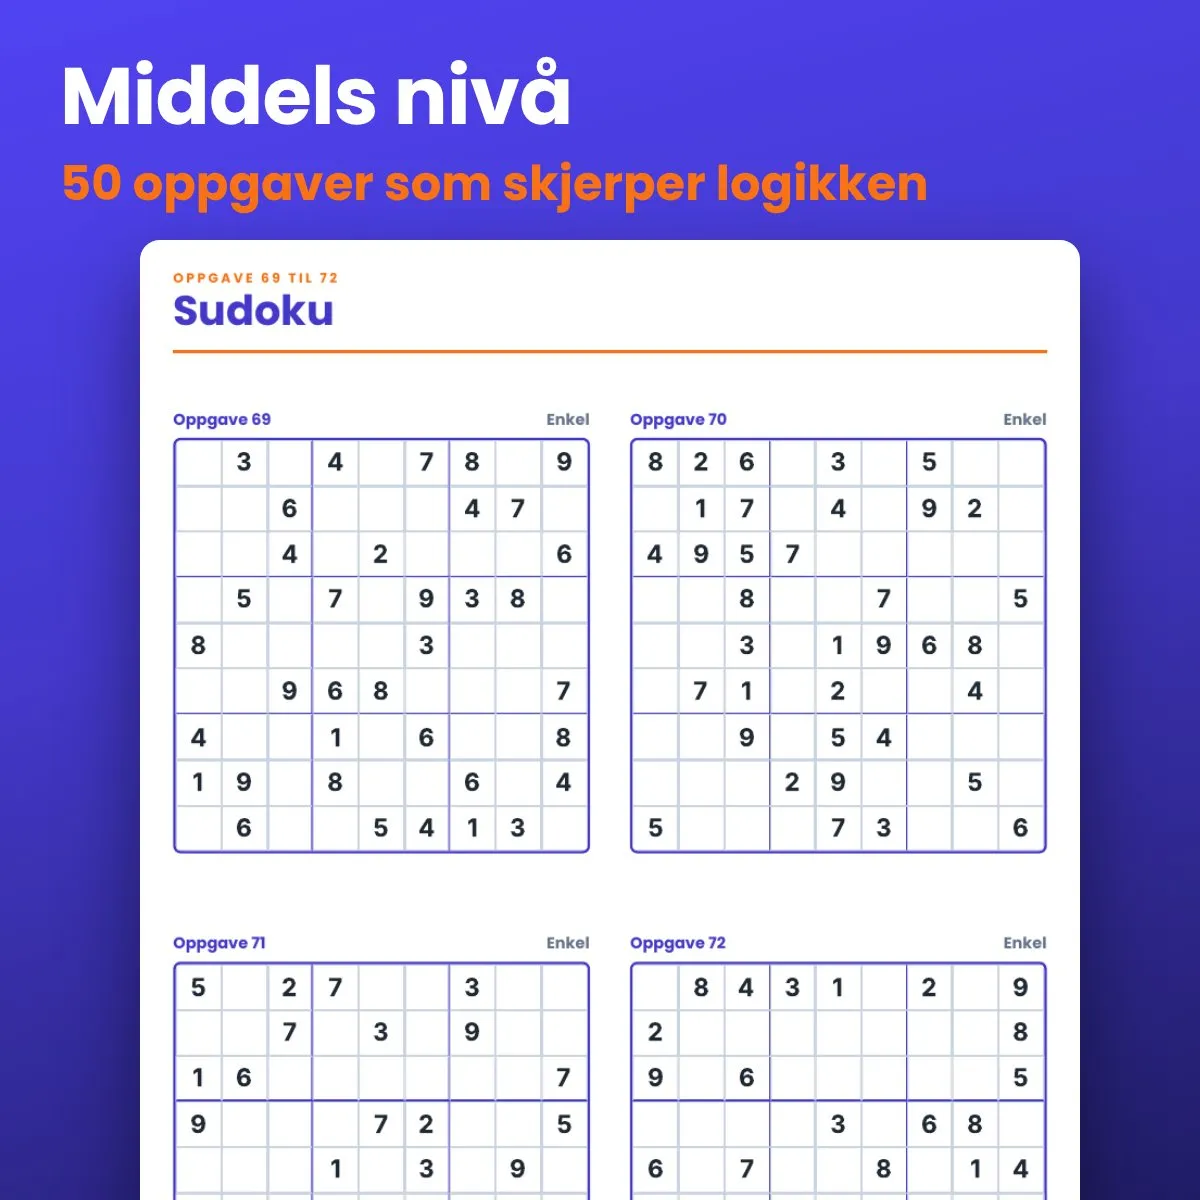 Middels nivå
50 oppgaver som skjerper logikken
OPPGAVE 69 TIL 72
Sudoku
Oppgave 69 Enkel
3 4 7 8 9
6 4 7
4 2 6
5 7 9 3 8
8 3
9 6 8 7
4 1 6 8
1 9 8 6 4
6 5 4 1 3
Oppgave 70 Enkel
8 2 6 3 5
1 7 4 9 2
4 9 5 7
8 7 5
3 1 9 6 8
7 1 2 4
9 5 4
2 9 5
5 7 3 6
Oppgave 71 Enkel
5 2 7 3
7 3 9
1 6 7
9 7 2 5
1 3 9
Oppgave 72 Enkel
8 4 3 1 2 9
2 8
9 6 5
3 6 8
6 7 8 1 4